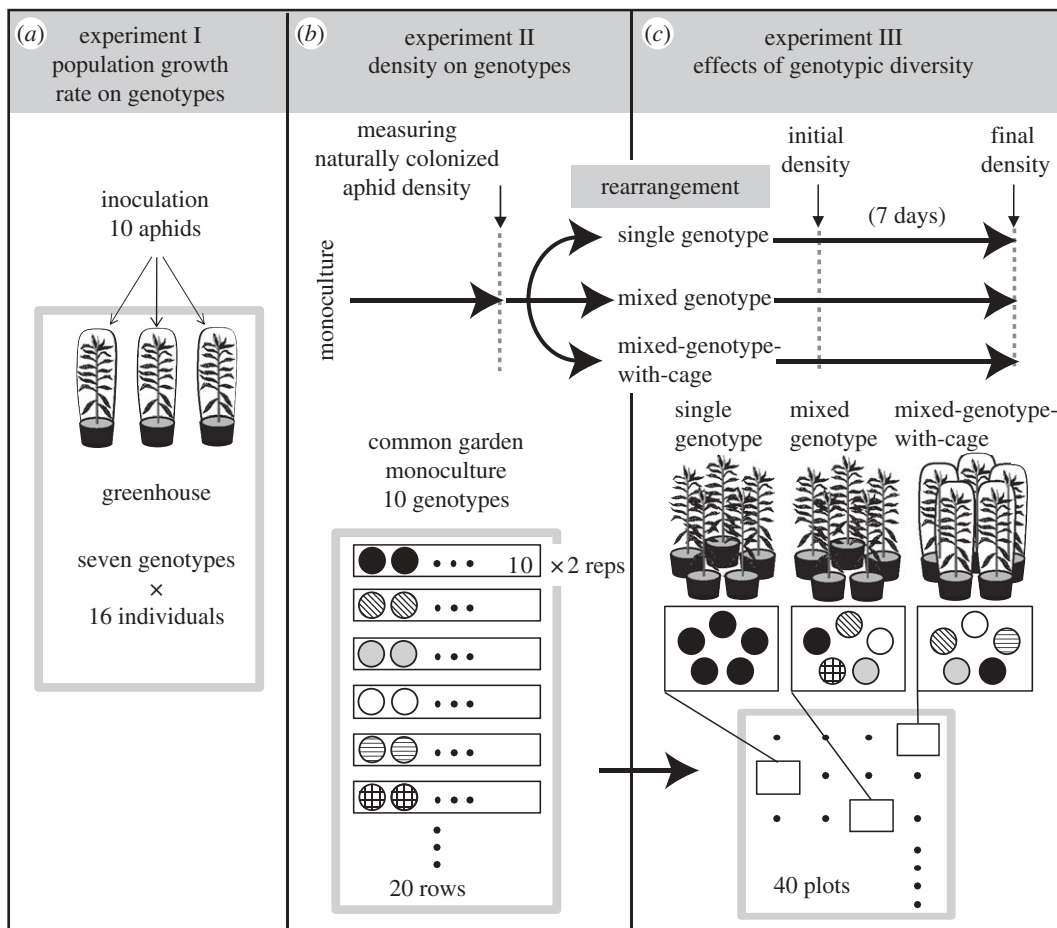 (a)
experiment I
population growth
rate on genotypes
inoculation
10 aphids
greenhouse
seven genotypes
×
16 individuals
(b)
experiment II
density on genotypes
measuring
naturally colonized
aphid density
monoculture
common garden
monoculture
10 genotypes
10 × 2 reps
20 rows
(c)
experiment III
effects of genotypic diversity
rearrangement
initial
density
final
density
(7 days)
single genotype
mixed genotype
mixed-genotype-
with-cage
single
genotype
mixed
genotype
mixed-genotype-
with-cage
40 plots